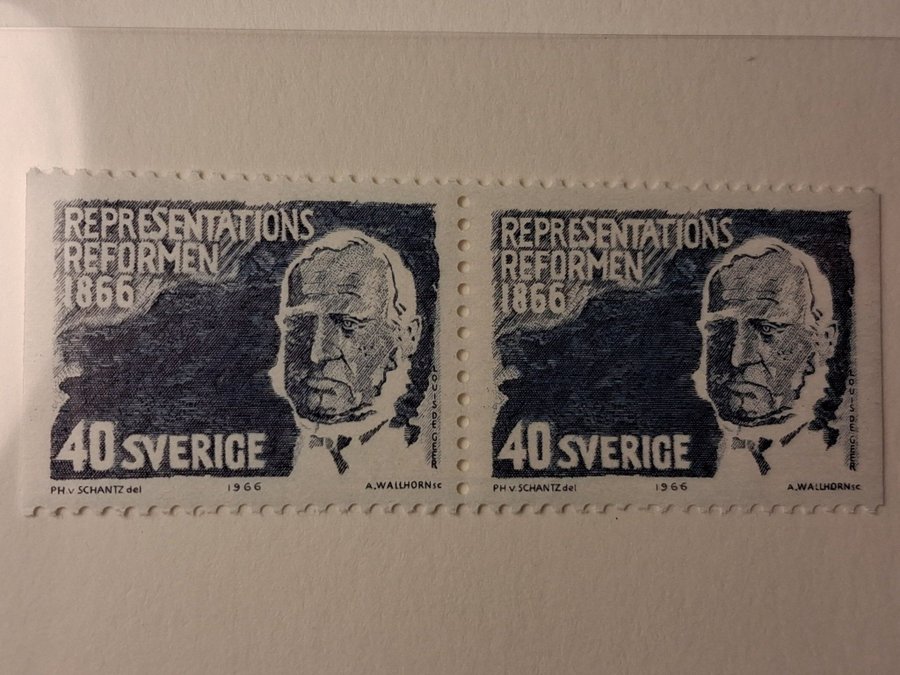 REPRESENTATIONS
REFORMEN
1866
LOUIS DE GEER
40 SVERIGE
PH v SCHANTZ del 1966 A. WALLHORN sc
REPRESENTATIONS
REFORMEN
1866
LOUIS DE GEER
40 SVERIGE
PH v SCHANTZ del 1966 A. WALLHORN sc